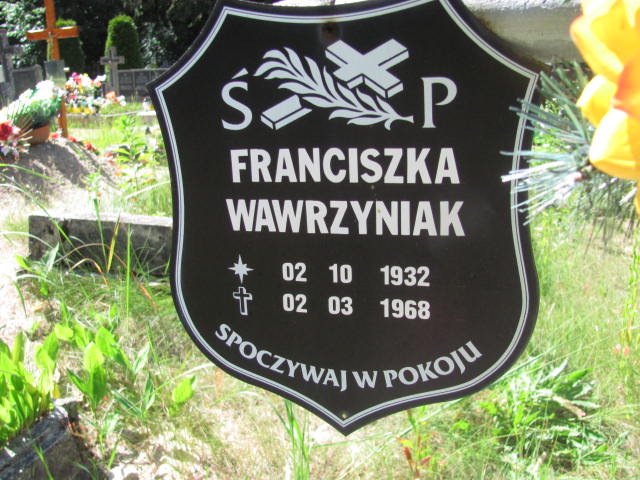 Ś P
FRANCISZKA
WAWRZYNIAK
02 10 1932
02 03 1968
SPOCZYWAJ W POKOJU